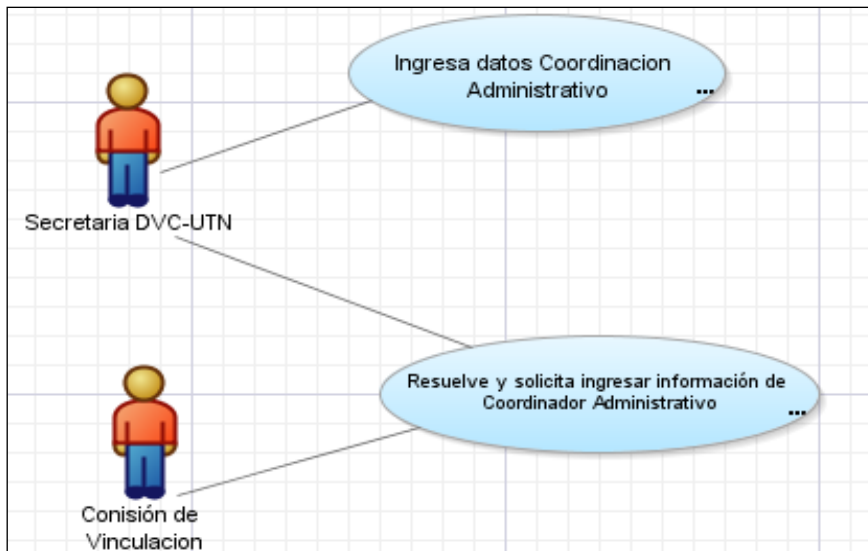 Ingresa datos Coordinacion
Administrativo
Secretaria DVC-UTN
Resuelve y solicita ingresar información de
Coordinador Administrativo
Conisión de
Vinculacion